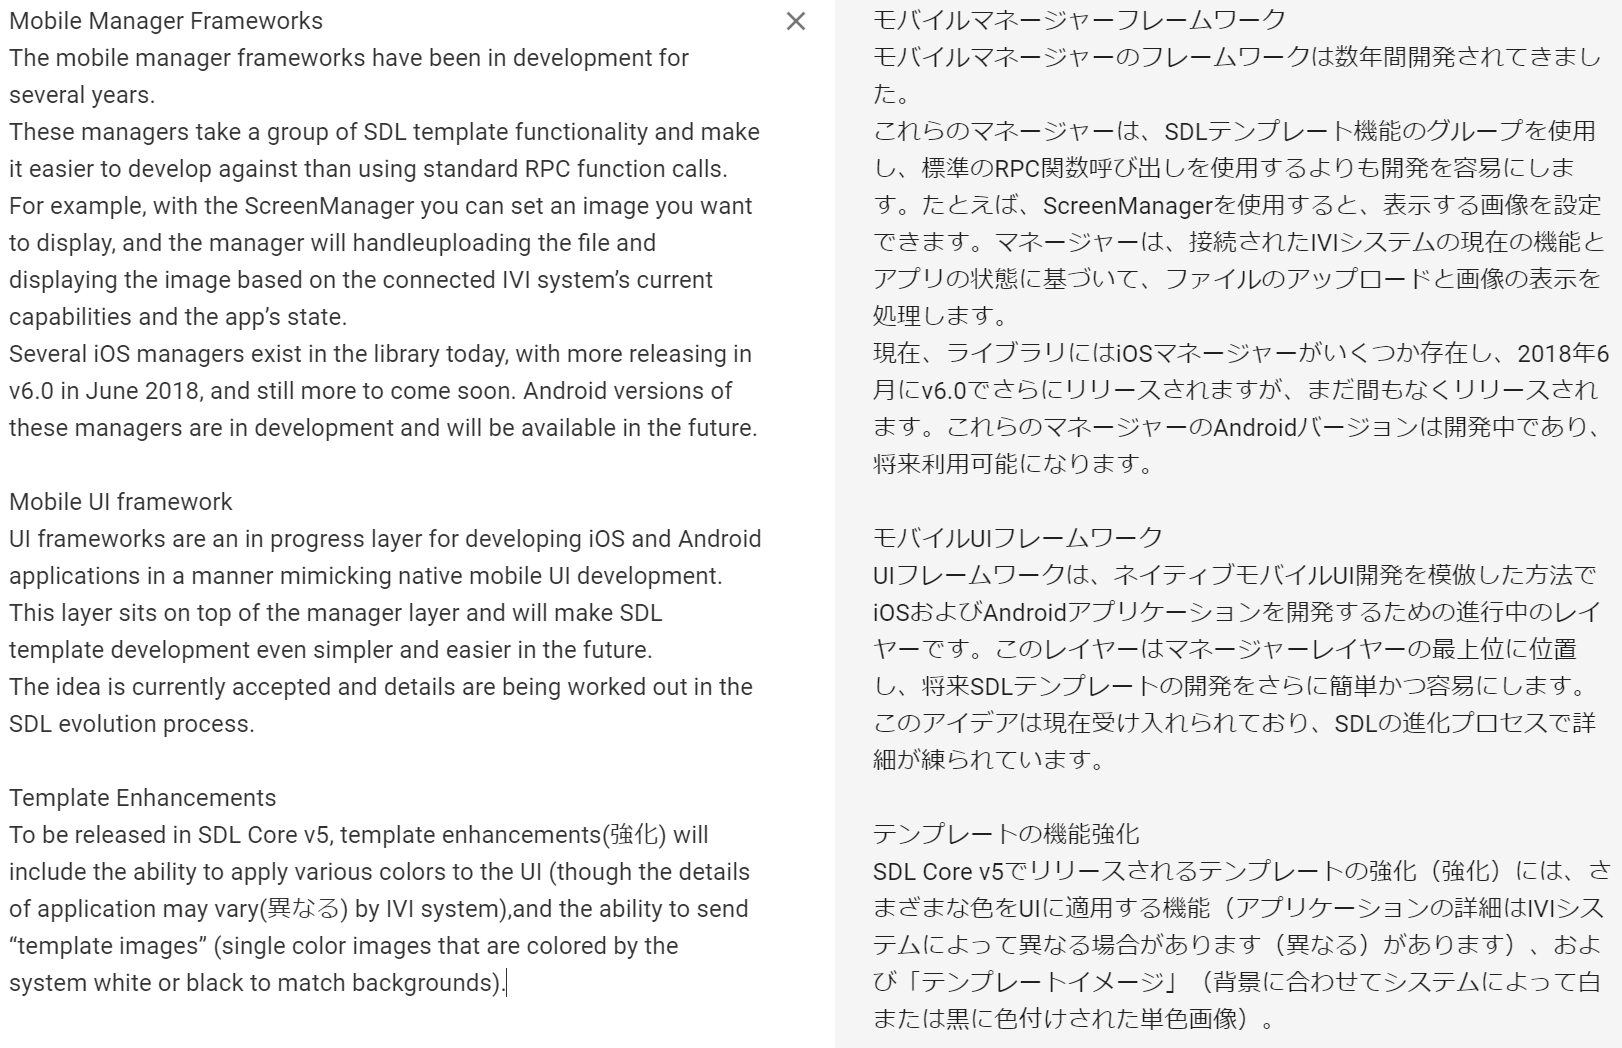 Mobile Manager Frameworks
The mobile manager frameworks have been in development for
several years.
These managers take a group of SDL template functionality and make
it easier to develop against than using standard RPC function calls.
For example, with the ScreenManager you can set an image you want
to display, and the manager will handleuploading the file and
displaying the image based on the connected IVI system’s current
capabilities and the app’s state.
Several iOS managers exist in the library today, with more releasing in
v6.0 in June 2018, and still more to come soon. Android versions of
these managers are in development and will be available in the future.

Mobile UI framework
UI frameworks are an in progress layer for developing iOS and Android
applications in a manner mimicking native mobile UI development.
This layer sits on top of the manager layer and will make SDL
template development even simpler and easier in the future.
The idea is currently accepted and details are being worked out in the
SDL evolution process.

Template Enhancements
To be released in SDL Core v5, template enhancements(強化) will
include the ability to apply various colors to the UI (though the details
of application may vary(異なる) by IVI system),and the ability to send
“template images” (single color images that are colored by the
system white or black to match backgrounds).

モバイルマネージャーフレームワーク
モバイルマネージャーのフレームワークは数年間開発されてきまし
た。
これらのマネージャーは、SDLテンプレート機能のグループを使用
し、標準のRPC関数呼び出しを使用するよりも開発を容易にしま
す。たとえば、ScreenManagerを使用すると、表示する画像を設定
できます。マネージャーは、接続されたIVIシステムの現在の機能と
アプリの状態に基づいて、ファイルのアップロードと画像の表示を
処理します。
現在、ライブラリにはiOSマネージャーがいくつか存在し、2018年6
月にv6.0でさらにリリースされますが、まだ間もなくリリースされ
ます。これらのマネージャーのAndroidバージョンは開発中であり、
将来利用可能になります。

モバイルUIフレームワーク
UIフレームワークは、ネイティブモバイルUI開発を模倣した方法で
iOSおよびAndroidアプリケーションを開発するための進行中のレイ
ヤーです。このレイヤーはマネージャーレイヤーの最上位に位置
し、将来SDLテンプレートの開発をさらに簡単かつ容易にします。
このアイデアは現在受け入れられており、SDLの進化プロセスで詳
細が練られています。

テンプレートの機能強化
SDL Core v5でリリースされるテンプレートの強化（強化）には、さ
まざまな色をUIに適用する機能（アプリケーションの詳細はIVIシス
テムによって異なる場合があります（異なる）があります）、およ
び「テンプレートイメージ」（背景に合わせてシステムによって白
または黒に色付けされた単色画像）。